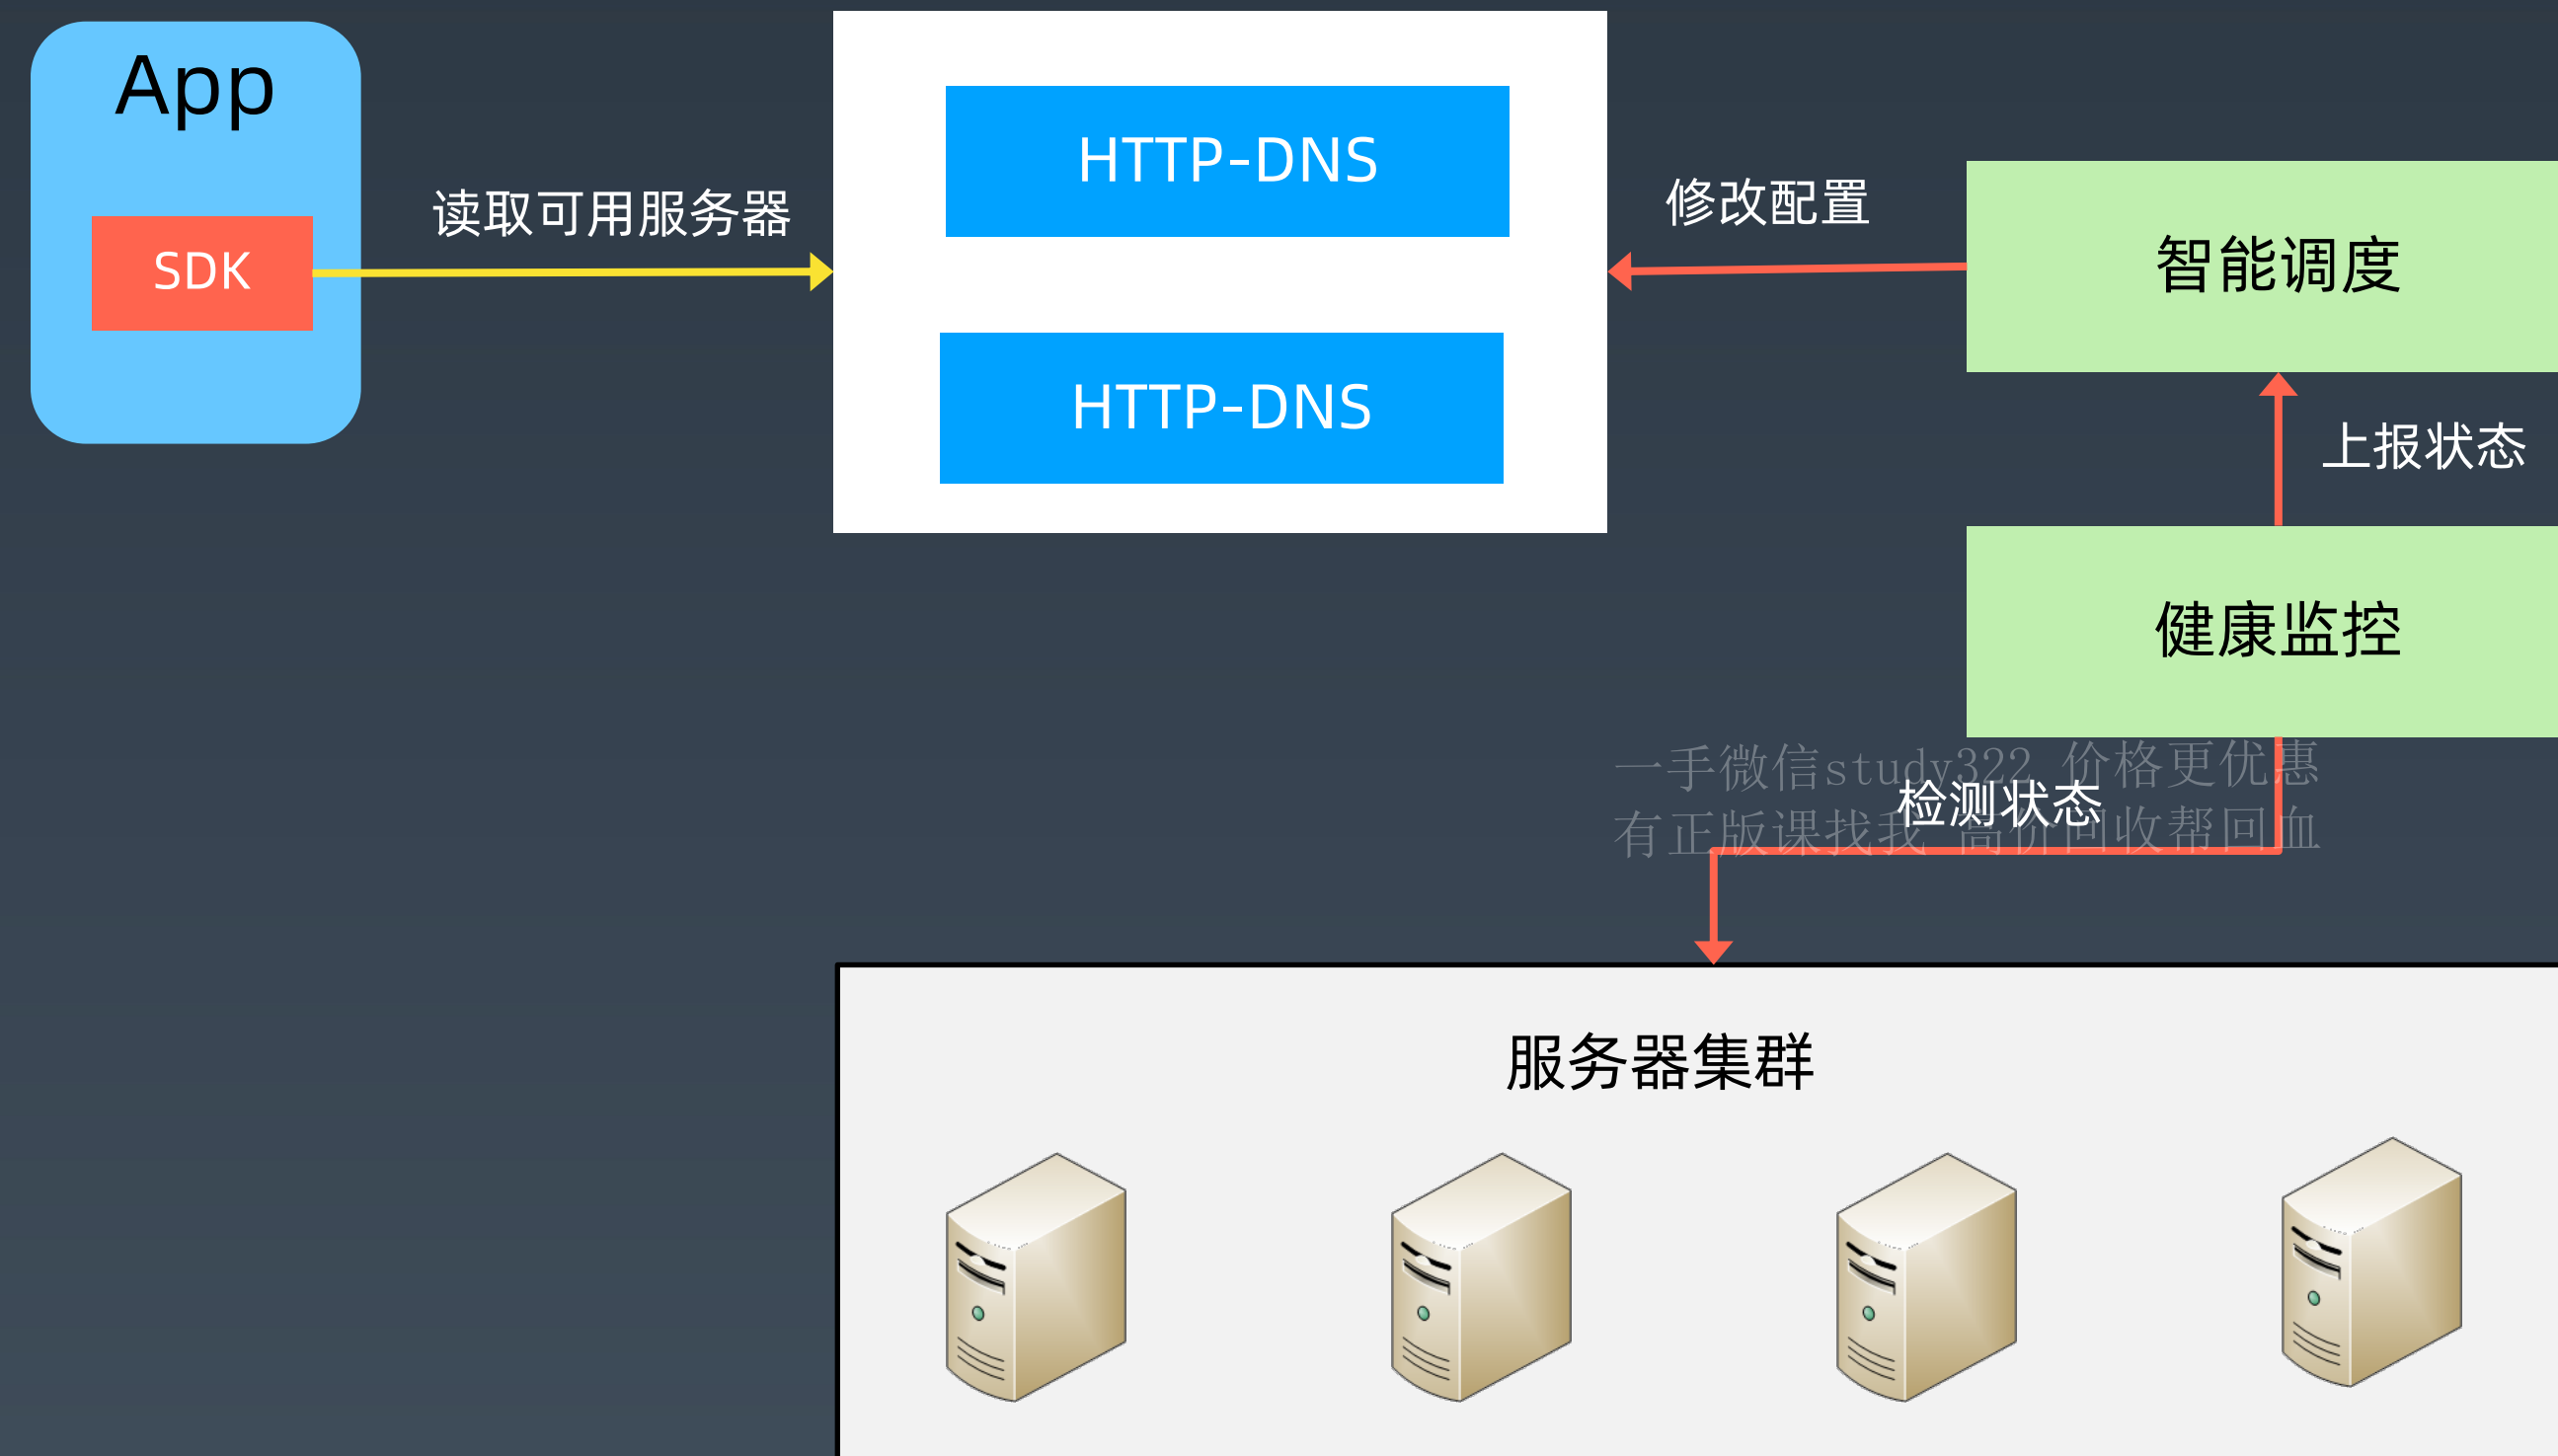 App
SDK
读取可用服务器
HTTP-DNS
HTTP-DNS
修改配置
智能调度
上报状态
健康监控
一手微信study322 价格更优惠
有正版课找我 高价回收帮回血
检测状态
服务器集群